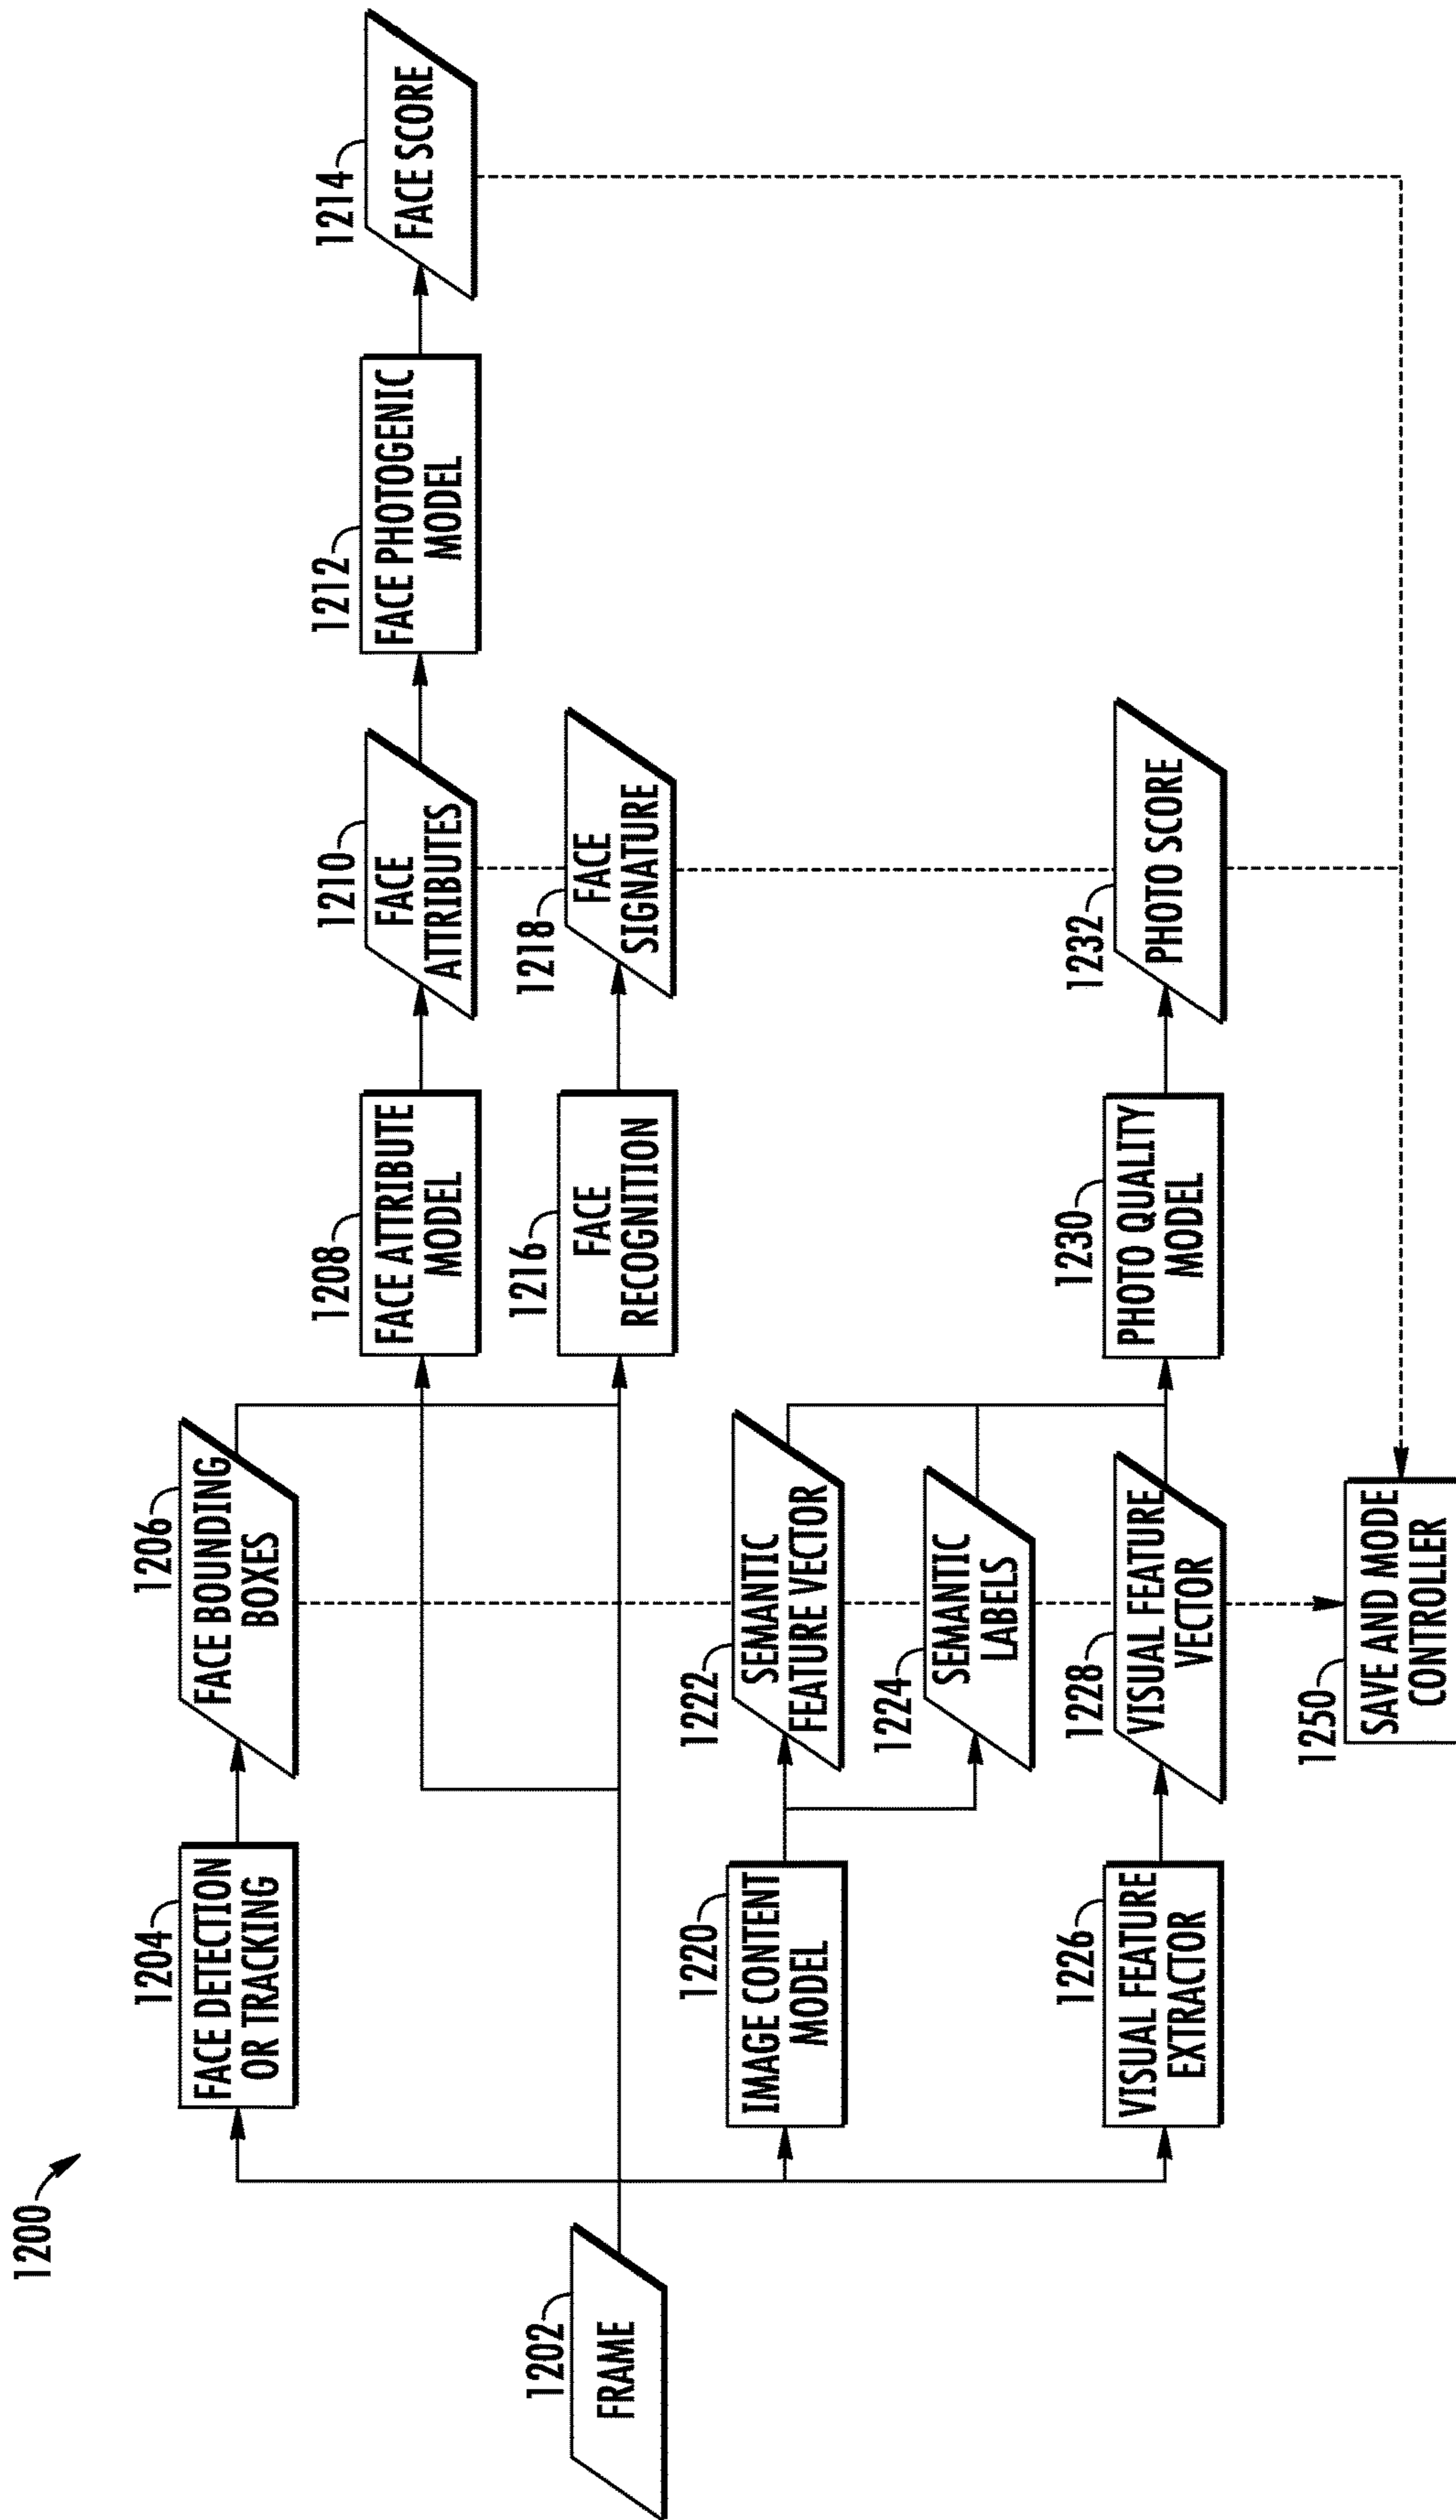 1200
1202
FRAME
1204
FACE DETECTION
OR TRACKING
1206
FACE BOUNDING
BOXES
1208
FACE ATTRIBUTE
MODEL
1210
FACE
ATTRIBUTES
1212
FACE PHOTOGENIC
MODEL
1214
FACE SCORE
1216
FACE
RECOGNITION
1218
FACE
SIGNATURE
1220
IMAGE CONTENT
MODEL
1222
SEMANTIC
FEATURE VECTOR
1224
SEMANTIC
LABELS
1226
VISUAL FEATURE
EXTRACTOR
1228
VISUAL FEATURE
VECTOR
1230
PHOTO QUALITY
MODEL
1232
PHOTO SCORE
1250
SAVE AND MODE
CONTROLLER